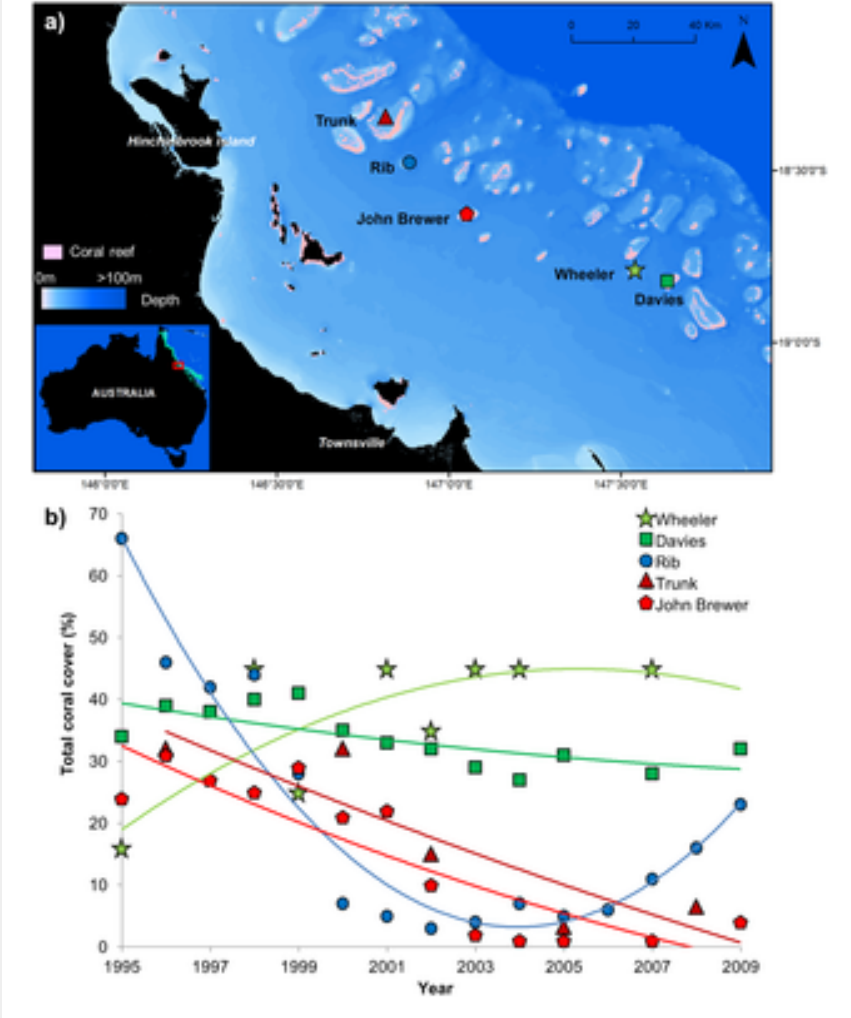 a)
0 20 40 Km
N
Trunk
Hinchinbrook Island
Rib
18°30'0"S
John Brewer
Coral reef
0m >100m
Depth
Wheeler
Davies
19°0'0"S
AUSTRALIA
Townsville
146°0'0"E 146°30'0"E 147°0'0"E 147°30'0"E
b)
Total coral cover (%)
70
60
50
40
30
20
10
0
Wheeler
Davies
Rib
Trunk
John Brewer
1995 1997 1999 2001 2003 2005 2007 2009
Year